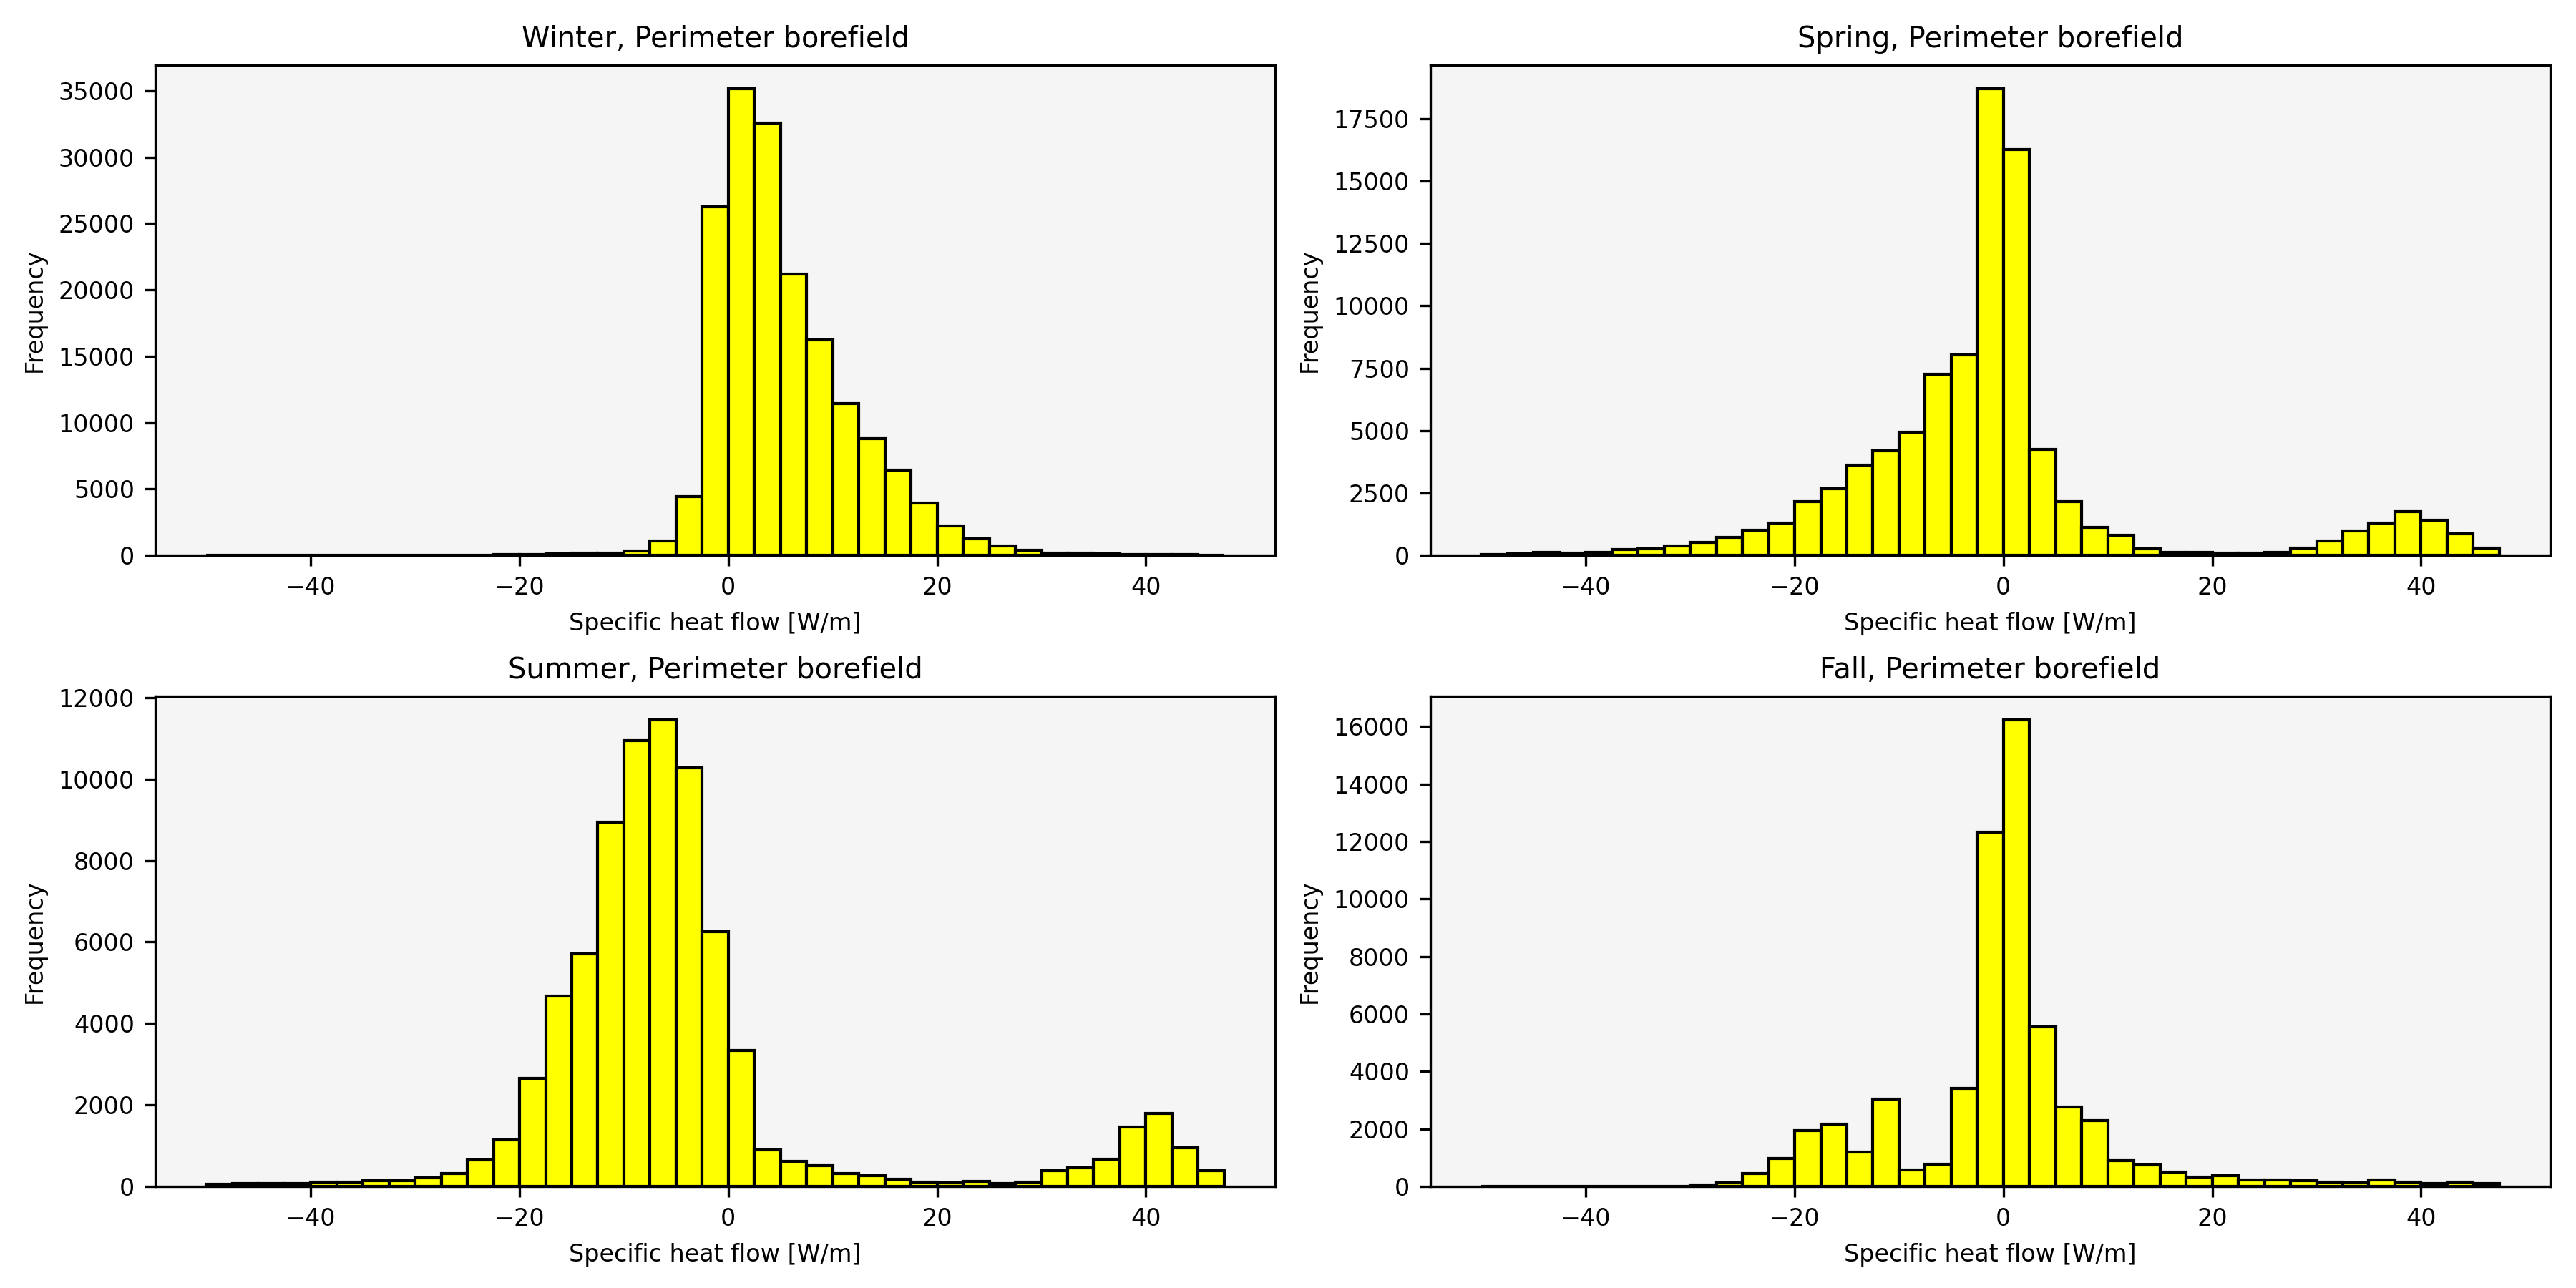 Winter, Perimeter borefield
35000
30000
25000
20000
15000
10000
5000
0
Frequency
−40 −20 0 20 40
Specific heat flow [W/m]
Spring, Perimeter borefield
17500
15000
12500
10000
7500
5000
2500
0
Frequency
−40 −20 0 20 40
Specific heat flow [W/m]
Summer, Perimeter borefield
12000
10000
8000
6000
4000
2000
0
Frequency
−40 −20 0 20 40
Specific heat flow [W/m]
Fall, Perimeter borefield
16000
14000
12000
10000
8000
6000
4000
2000
0
Frequency
−40 −20 0 20 40
Specific heat flow [W/m]